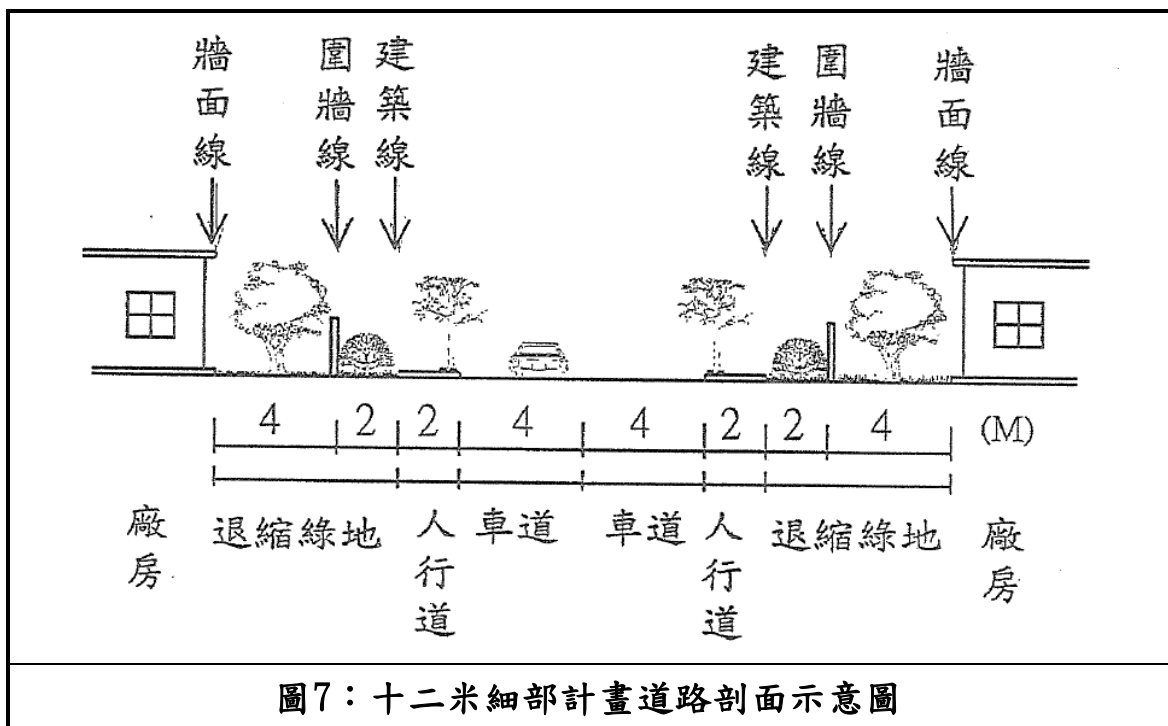 牆面線
圍牆線
建築線
建築線
圍牆線
牆面線
4 2 2 4 4 2 2 4 (M)
廠房
退縮綠地
人行道
車道
車道
人行道
退縮綠地
廠房
圖7：十二米細部計畫道路剖面示意圖